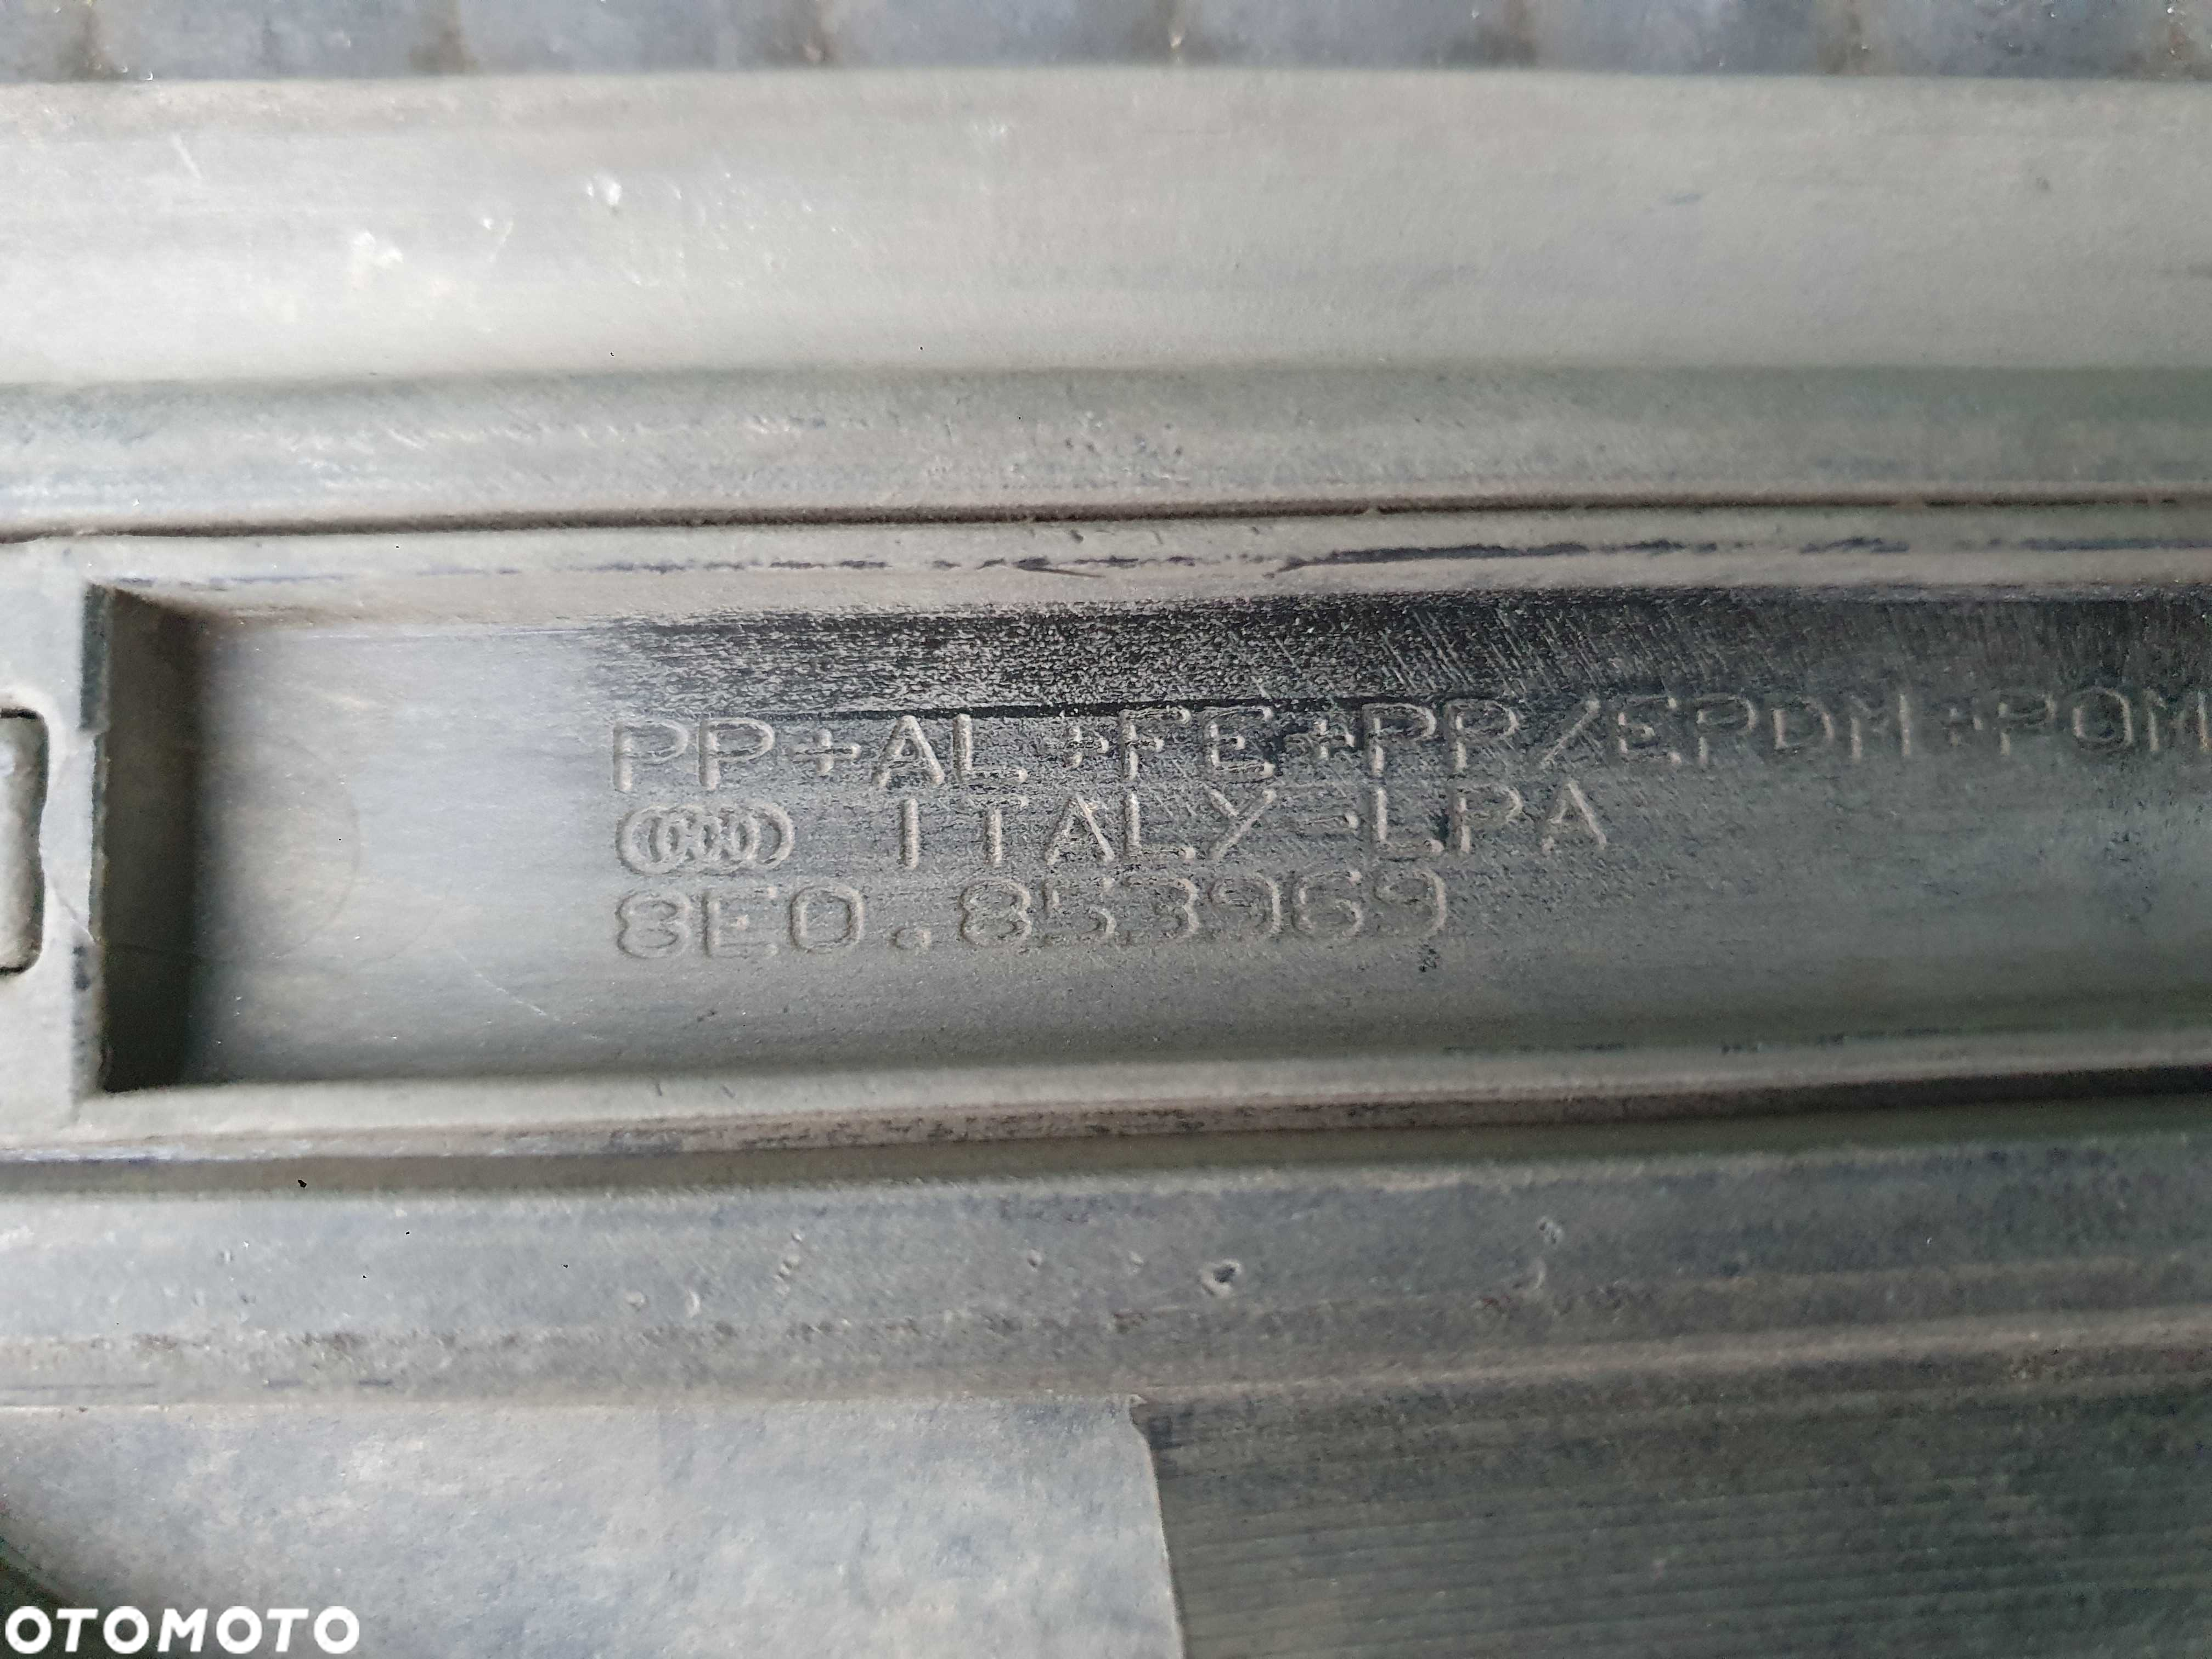 PP+AL+FE+PP/EPDM+POM
ITALY-LPA
8E0.853969
OTOMOTO